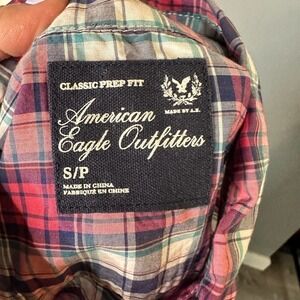 CLASSIC PREP FIT
MADE BY A.E.
American
Eagle Outfitters
S/P
MADE IN CHINA
FABRIQUÉ EN CHINE